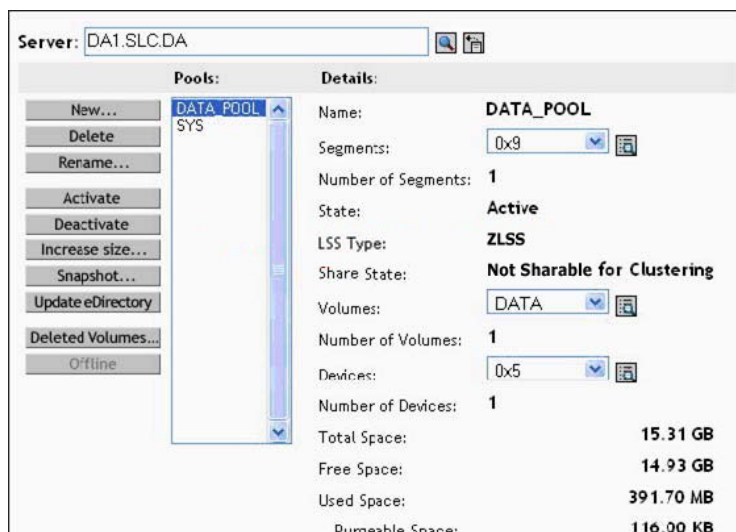 Server: DA1.SLC.DA
Pools:
Details:
New...
Delete
Rename...
Activate
Deactivate
Increase size...
Snapshot...
Update eDirectory
Deleted Volumes...
Offline
DATA_POOL
SYS
Name: DATA_POOL
Segments: 0x9
Number of Segments: 1
State: Active
LSS Type: ZLSS
Share State: Not Sharable for Clustering
Volumes: DATA
Number of Volumes: 1
Devices: 0x5
Number of Devices: 1
Total Space: 15.31 GB
Free Space: 14.93 GB
Used Space: 391.70 MB
Purgeable Space: 116.00 KB